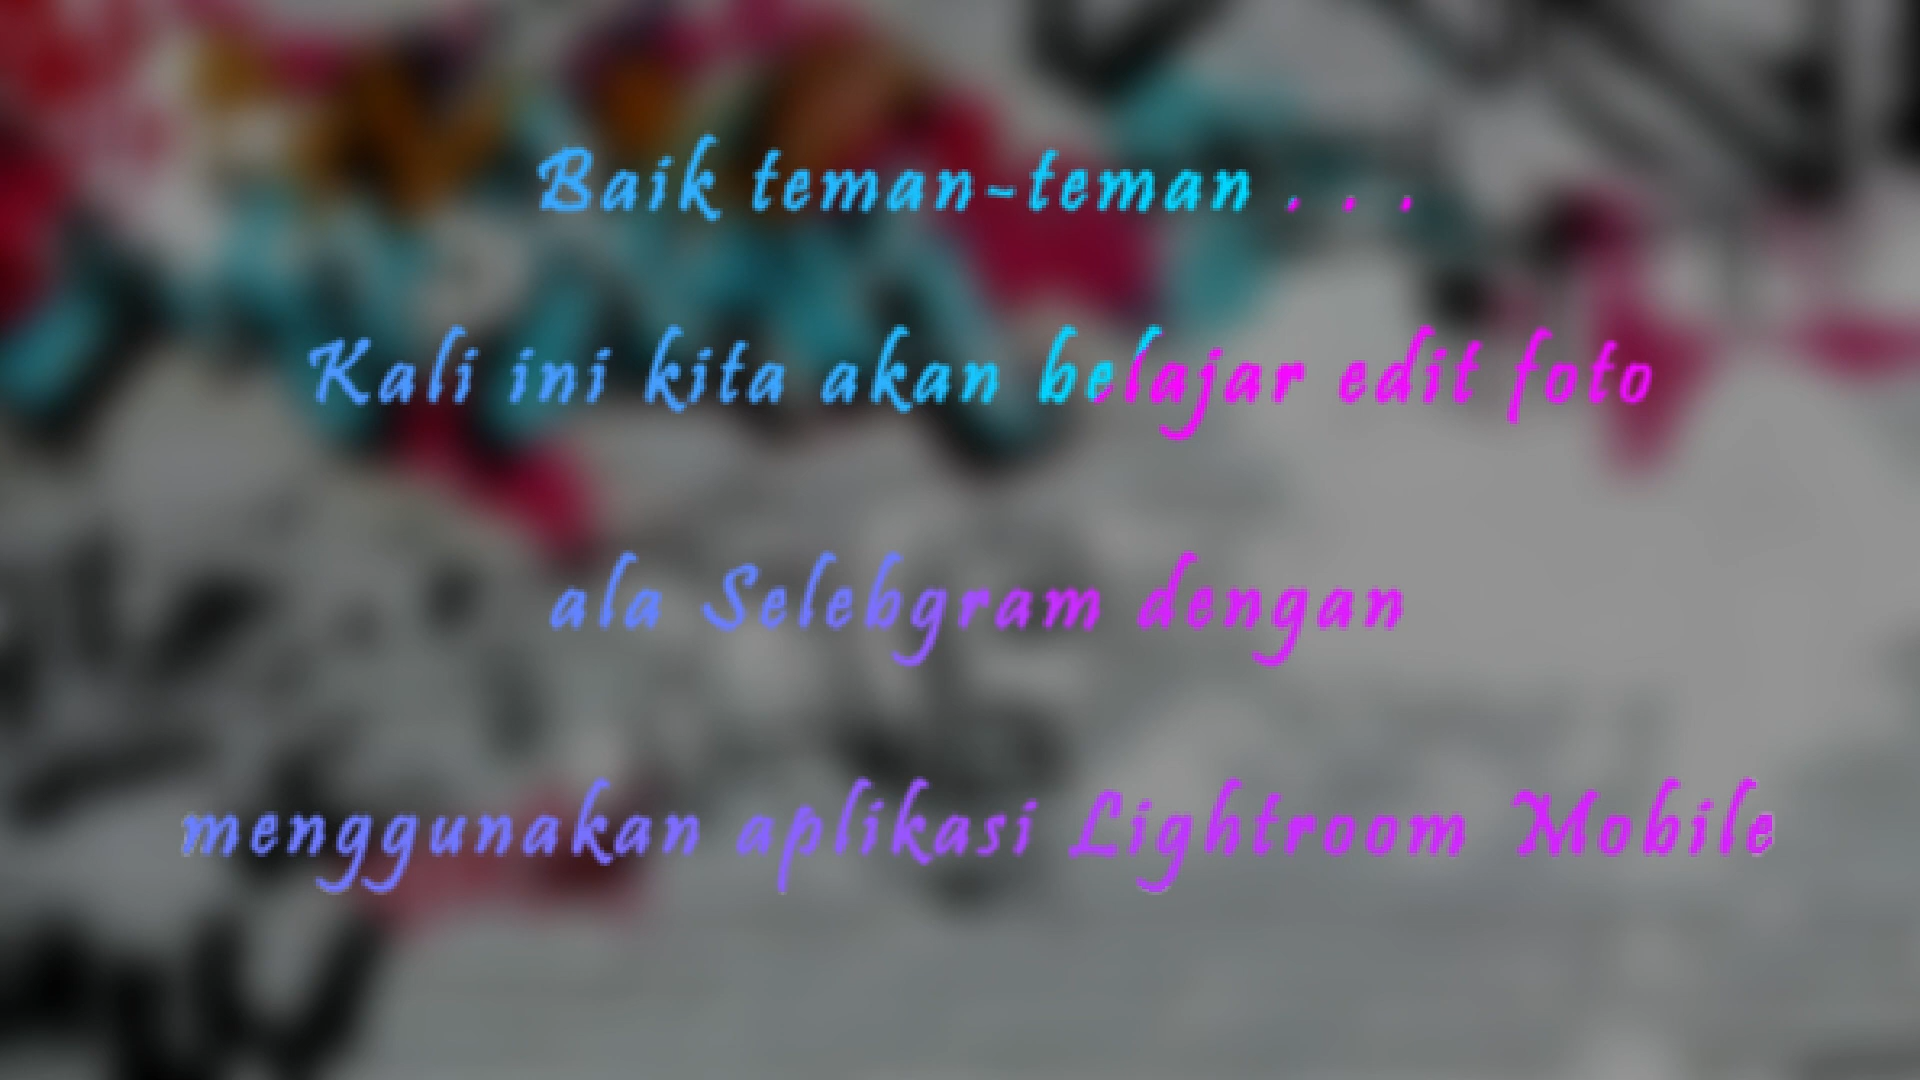 Baik teman-teman . . .
Kali ini kita akan belajar edit foto
ala Selebgram dengan
menggunakan aplikasi Lightroom Mobile